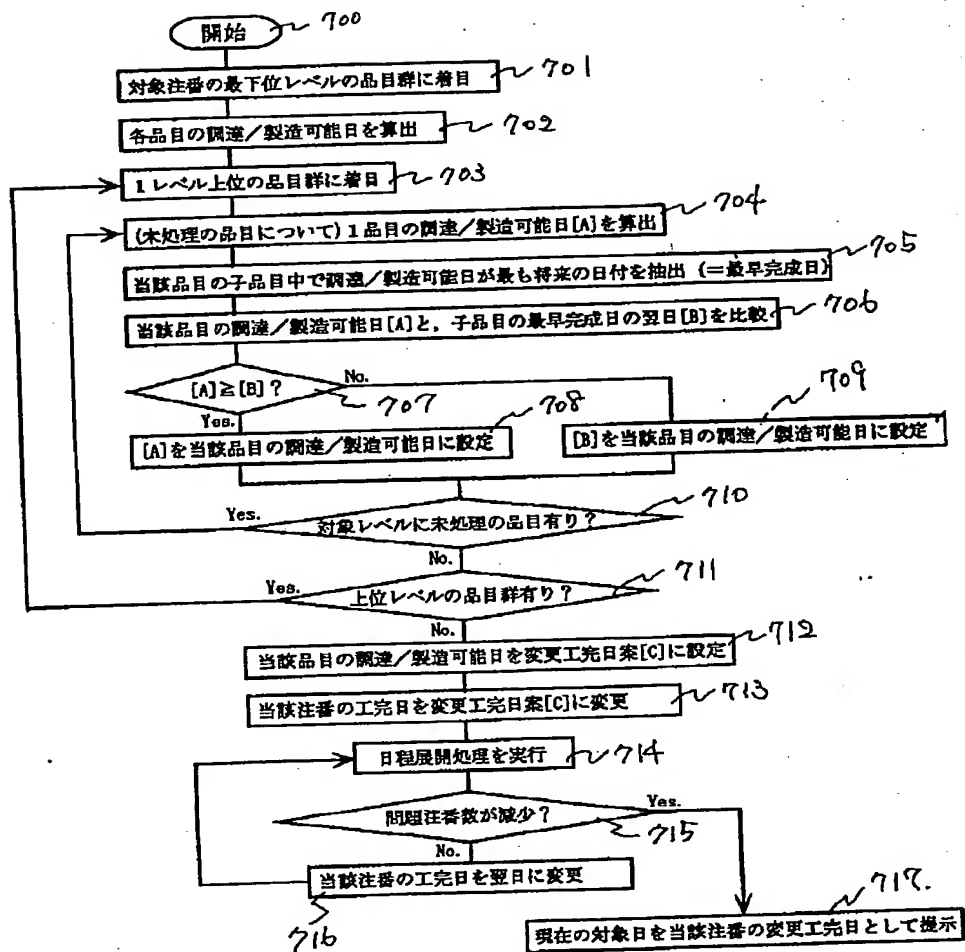 開始
700
対象注番の最下位レベルの品目群に着目
701
各品目の調達／製造可能日を算出
702
1レベル上位の品目群に着目
703
(未処理の品目について)1品目の調達／製造可能日[A]を算出
704
当該品目の子品目中で調達／製造可能日が最も将来の日付を抽出（＝最早完成日）
705
当該品目の調達／製造可能日[A]と，子品目の最早完成日の翌日[B]を比較
706
[A]≧[B]？
707
No.
Yes.
[A]を当該品目の調達／製造可能日に設定
708
[B]を当該品目の調達／製造可能日に設定
709
Yes.
対象レベルに未処理の品目有り？
710
No.
Yes.
上位レベルの品目群有り？
711
No.
当該品目の調達／製造可能日を変更工完日案[C]に設定
712
当該注番の工完日を変更工完日案[C]に変更
713
日程展開処理を実行
714
問題注番数が減少？
Yes.
715
No.
当該注番の工完日を翌日に変更
716
717.
現在の対象日を当該注番の変更工完日として提示